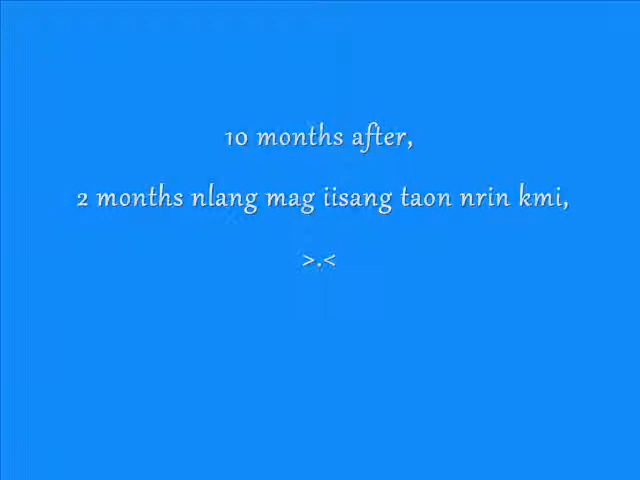 10 months after,
2 months nlang mag iisang taon nrin kmi,
>.<